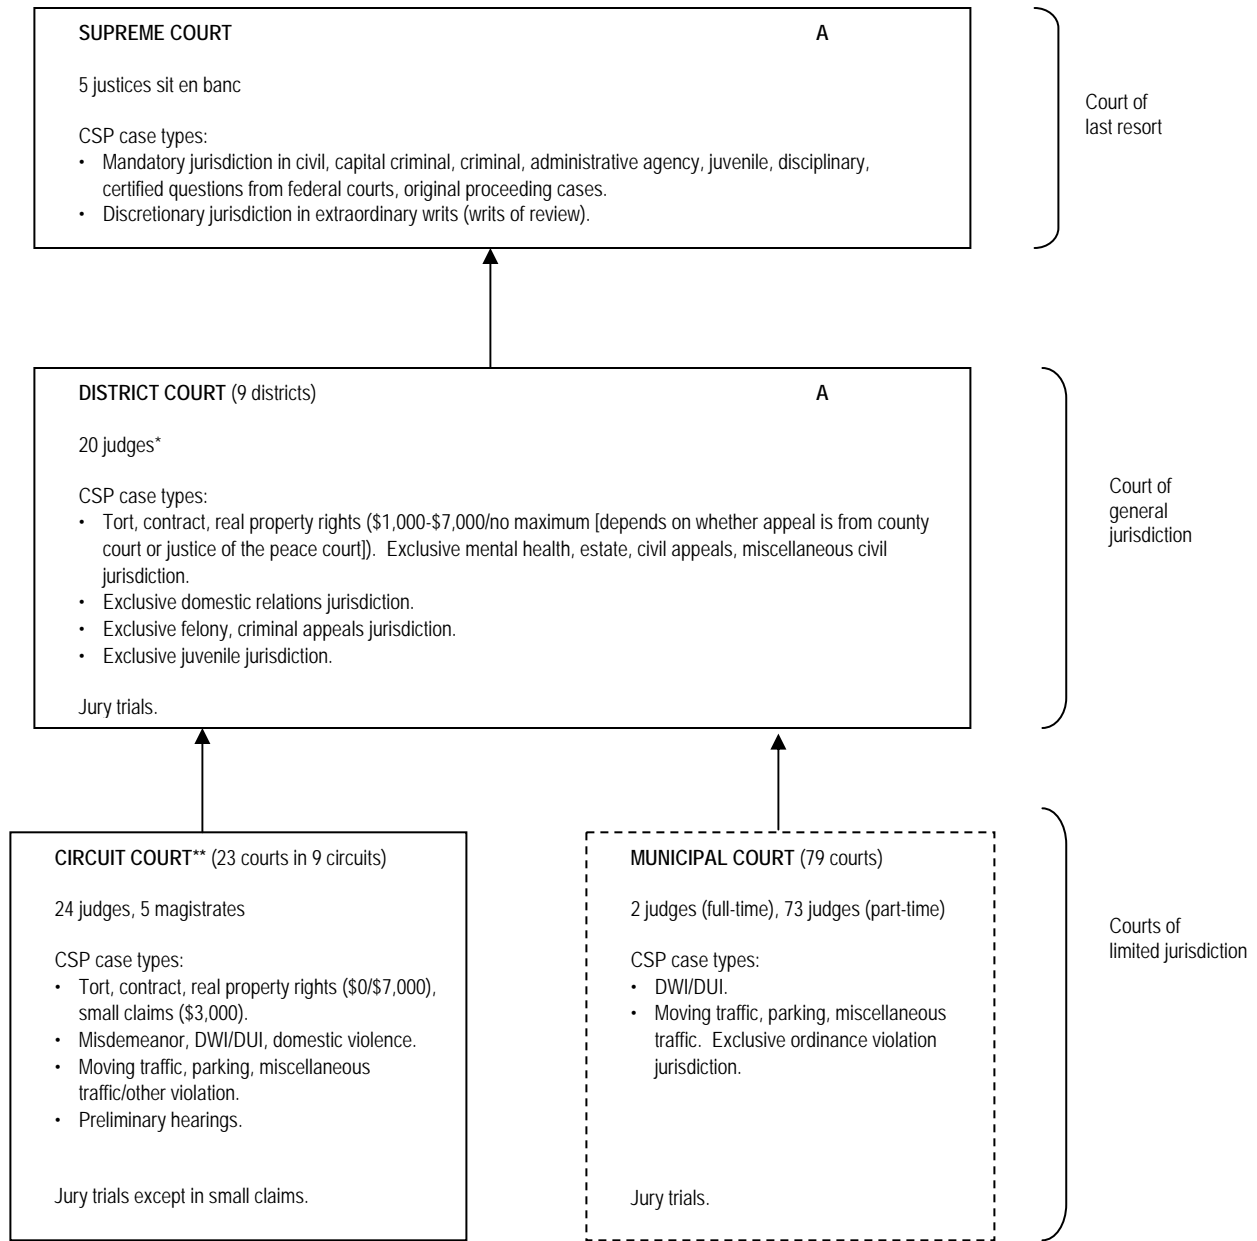 SUPREME COURT A
5 justices sit en banc
CSP case types:
• Mandatory jurisdiction in civil, capital criminal, criminal, administrative agency, juvenile, disciplinary,
certified questions from federal courts, original proceeding cases.
• Discretionary jurisdiction in extraordinary writs (writs of review).
Court of
last resort
DISTRICT COURT (9 districts) A
20 judges*
CSP case types:
• Tort, contract, real property rights ($1,000-$7,000/no maximum [depends on whether appeal is from county
court or justice of the peace court]). Exclusive mental health, estate, civil appeals, miscellaneous civil
jurisdiction.
• Exclusive domestic relations jurisdiction.
• Exclusive felony, criminal appeals jurisdiction.
• Exclusive juvenile jurisdiction.
Jury trials.
Court of
general
jurisdiction
CIRCUIT COURT** (23 courts in 9 circuits)
24 judges, 5 magistrates
CSP case types:
• Tort, contract, real property rights ($0/$7,000),
small claims ($3,000).
• Misdemeanor, DWI/DUI, domestic violence.
• Moving traffic, parking, miscellaneous
traffic/other violation.
• Preliminary hearings.
Jury trials except in small claims.
MUNICIPAL COURT (79 courts)
2 judges (full-time), 73 judges (part-time)
CSP case types:
• DWI/DUI.
• Moving traffic, parking, miscellaneous
traffic. Exclusive ordinance violation
jurisdiction.
Jury trials.
Courts of
limited jurisdiction